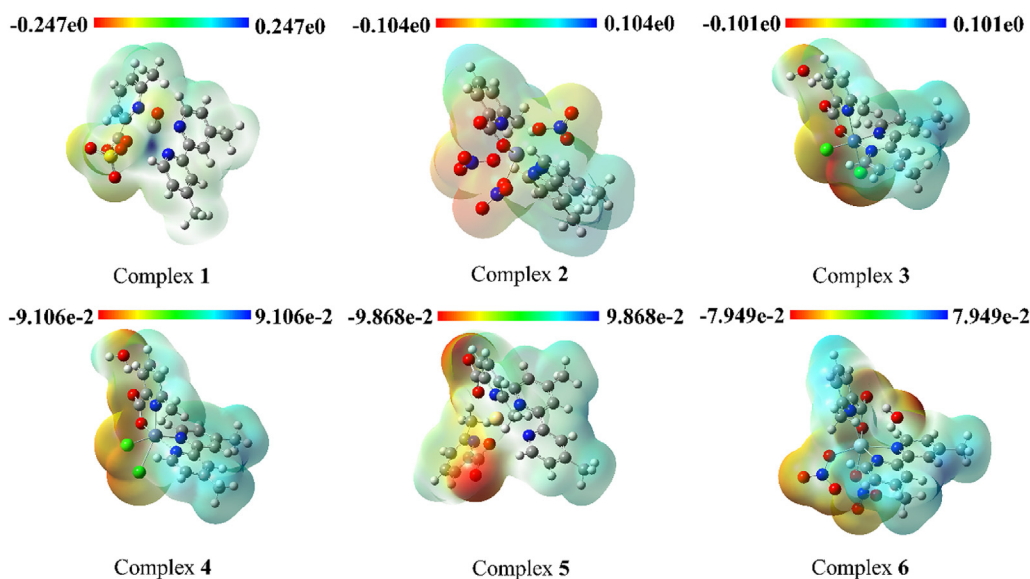 -0.247e0 0.247e0 -0.104e0 0.104e0 -0.101e0 0.101e0
Complex 1 Complex 2 Complex 3
-9.106e-2 9.106e-2 -9.868e-2 9.868e-2 -7.949e-2 7.949e-2
Complex 4 Complex 5 Complex 6